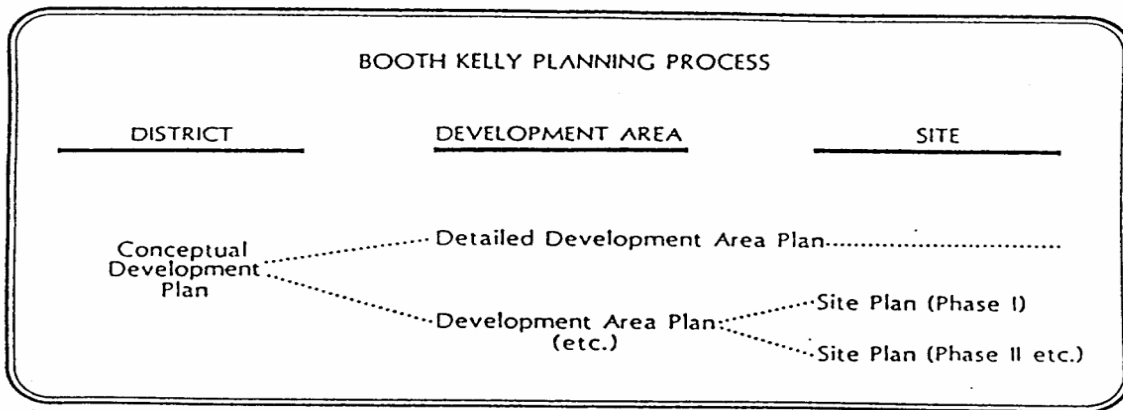 BOOTH KELLY PLANNING PROCESS
DISTRICT DEVELOPMENT AREA SITE
Conceptual
Development
Plan
Detailed Development Area Plan
Development Area Plan
(etc.)
Site Plan (Phase I)
Site Plan (Phase II etc.)